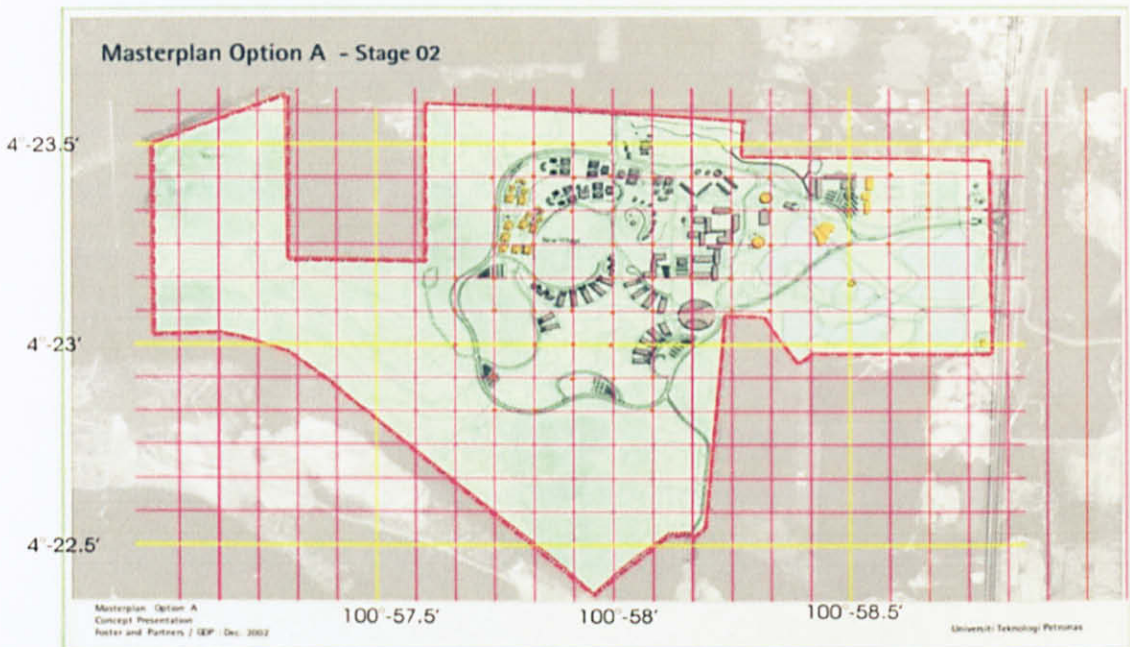 Masterplan Option A - Stage 02
4°-23.5'
4°-23'
4°-22.5'
100°-57.5'
100°-58'
100°-58.5'
Masterplan Option A
Concept Presentation
Foster and Partners / GDP : Dec. 2002
Universiti Teknologi Petronas